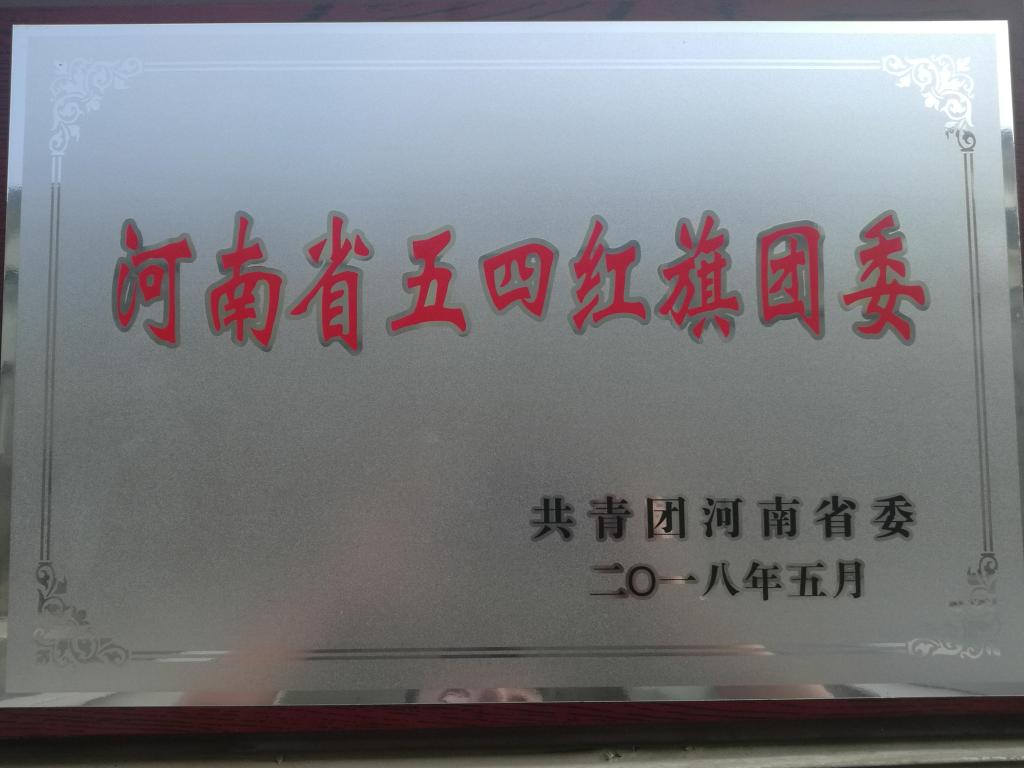 河南省五四红旗团委
共青团河南省委
二〇一八年五月